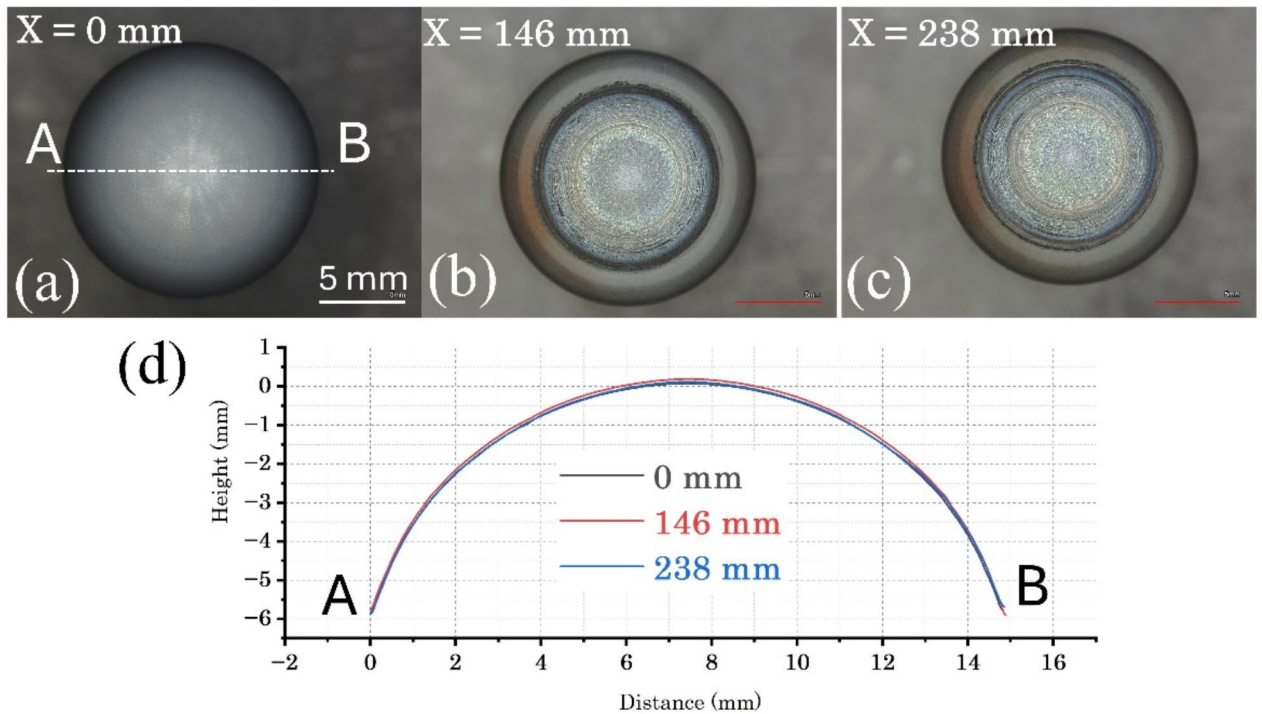 X = 0 mm
X = 146 mm
X = 238 mm
A
B
(a)
5 mm
(b)
(c)
(d)
1
0
−1
−2
−3
−4
−5
−6
Height (mm)
0 mm
146 mm
238 mm
A
B
−2
0
2
4
6
8
10
12
14
16
Distance (mm)